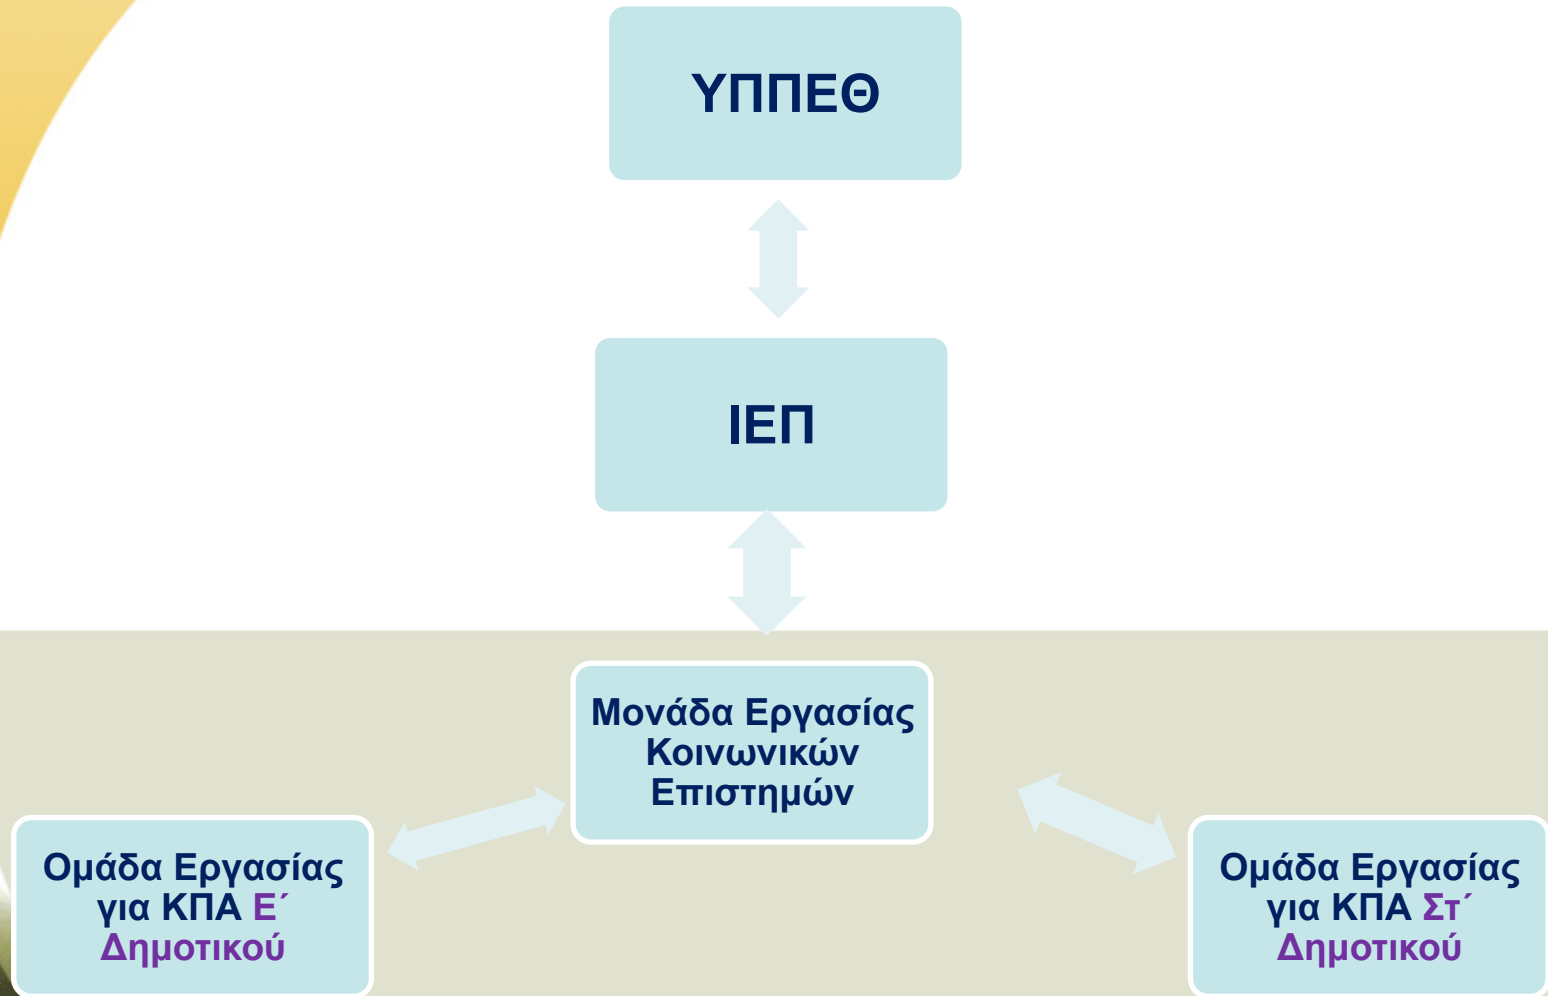 ΥΠΠΕΘ
ΙΕΠ
Μονάδα Εργασίας
Κοινωνικών
Επιστημών
Ομάδα Εργασίας
για ΚΠΑ Ε΄
Δημοτικού
Ομάδα Εργασίας
για ΚΠΑ Στ΄
Δημοτικού